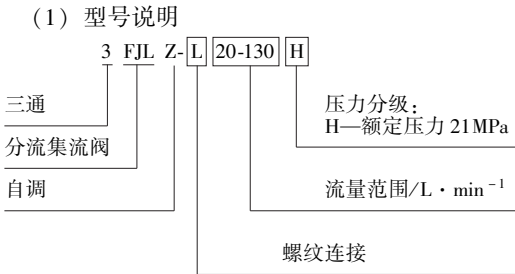 (1) 型号说明
3 FJL Z-L 20-130 H
三通
压力分级：
H—额定压力 21MPa
分流集流阀
自调
流量范围/L·min⁻¹
螺纹连接